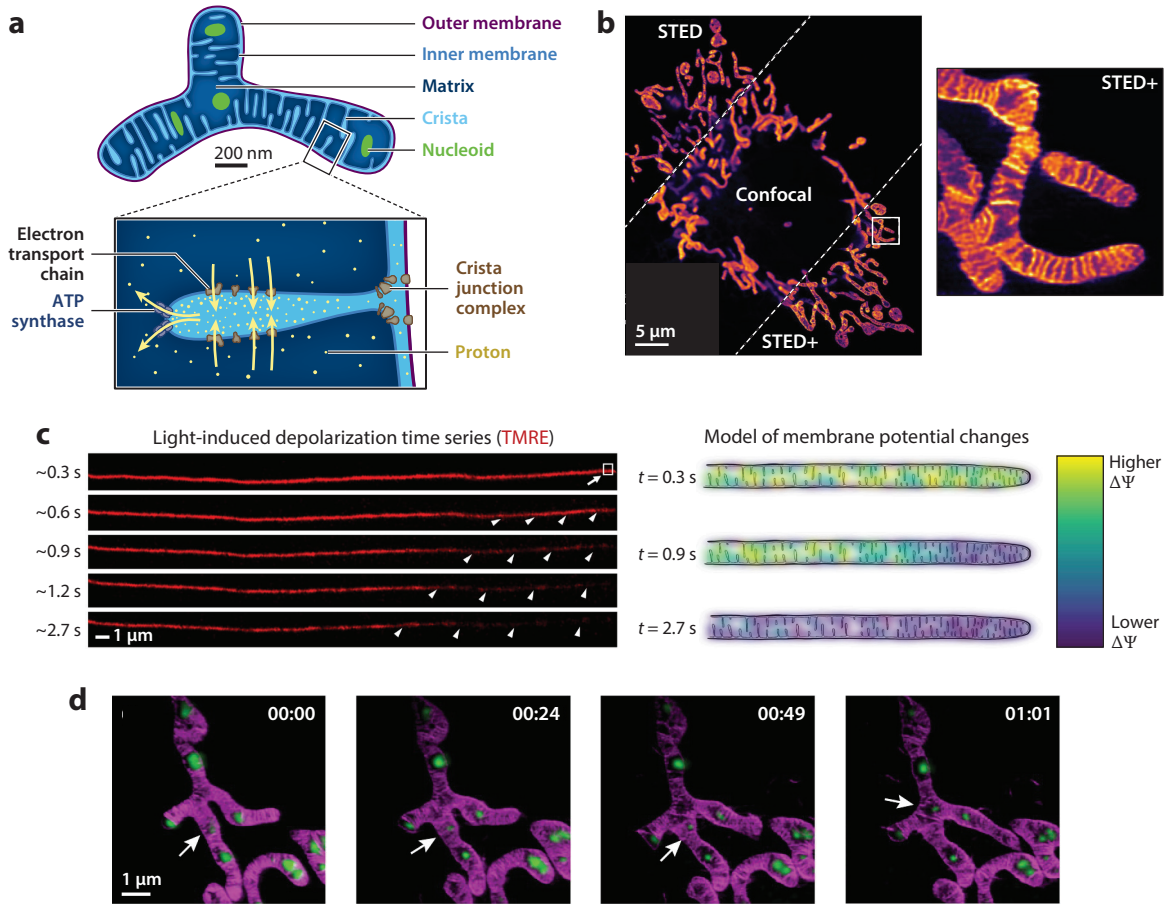 a
Outer membrane
Inner membrane
Matrix
Crista
Nucleoid
200 nm
Electron
transport
chain
ATP
synthase
Crista
junction
complex
Proton
b
STED
Confocal
5 μm
STED+
STED+
c
Light-induced depolarization time series (TMRE)
~0.3 s
~0.6 s
~0.9 s
~1.2 s
~2.7 s
1 μm
Model of membrane potential changes
t = 0.3 s
t = 0.9 s
t = 2.7 s
Higher
ΔΨ
Lower
ΔΨ
d
00:00
1 μm
00:24
00:49
01:01